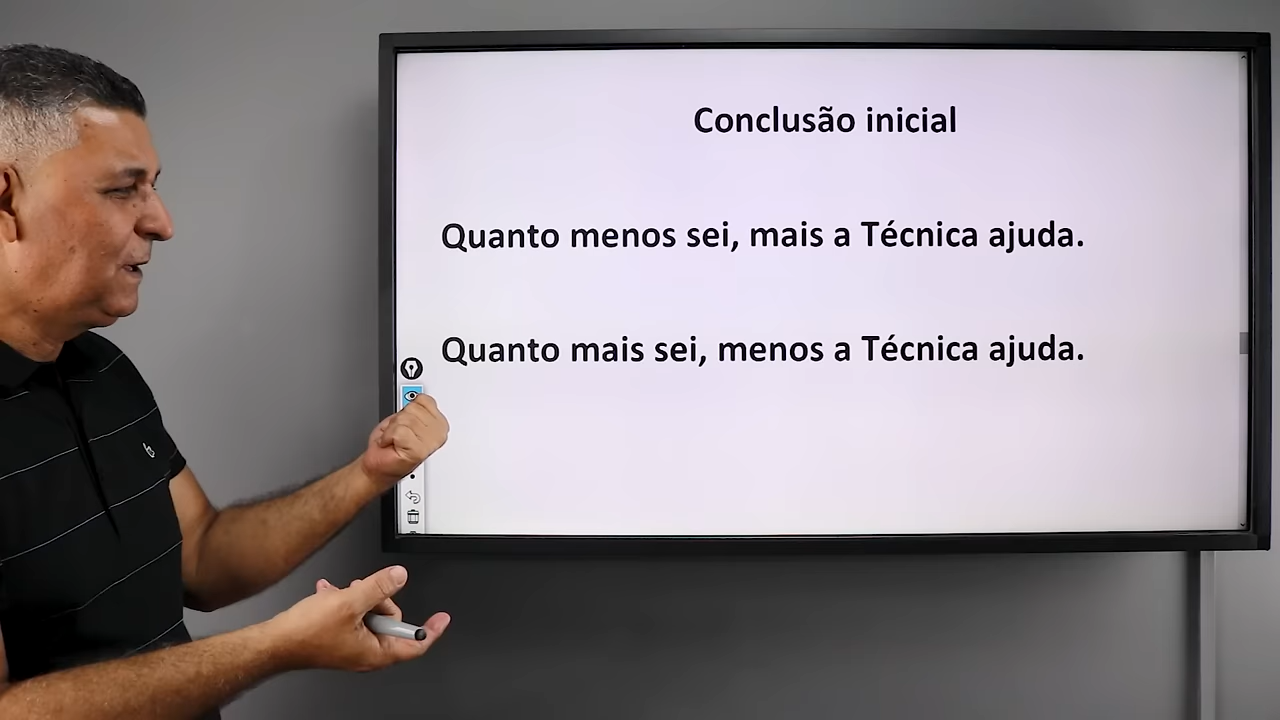 Conclusão inicial
Quanto menos sei, mais a Técnica ajuda.
Quanto mais sei, menos a Técnica ajuda.